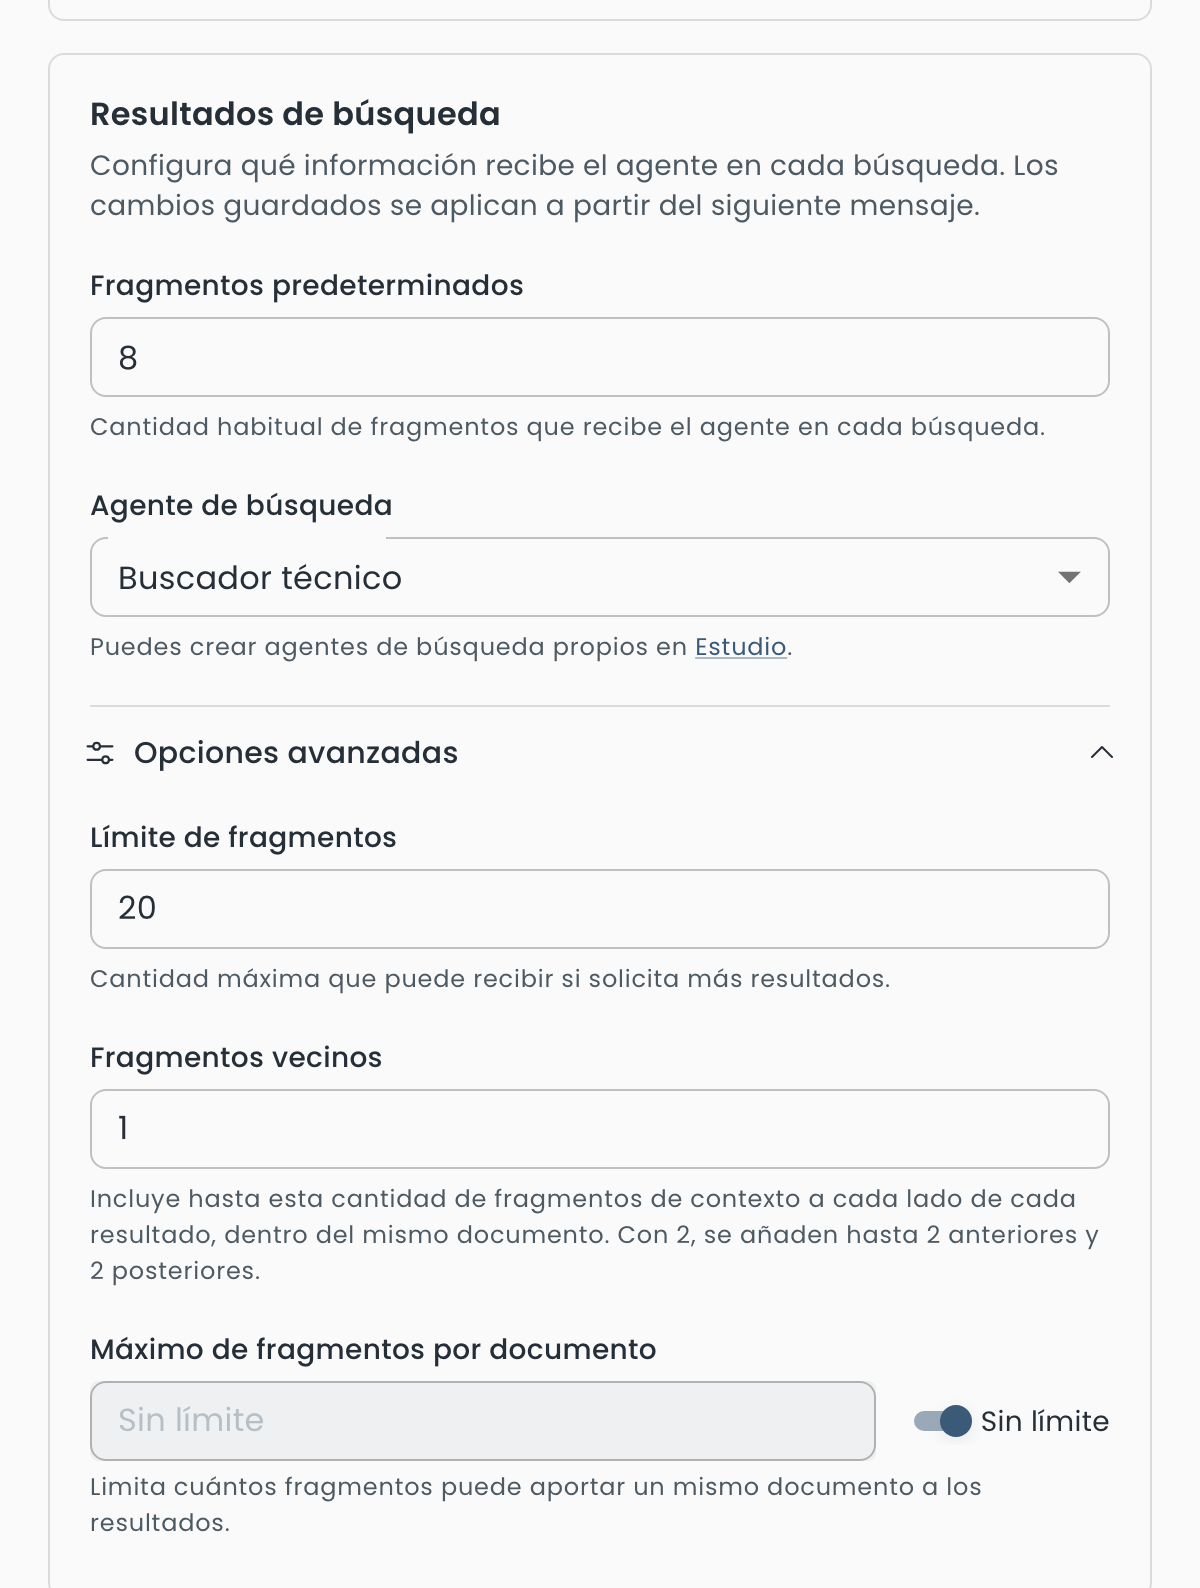 Resultados de búsqueda
Configura qué información recibe el agente en cada búsqueda. Los
cambios guardados se aplican a partir del siguiente mensaje.
Fragmentos predeterminados
8
Cantidad habitual de fragmentos que recibe el agente en cada búsqueda.
Agente de búsqueda
Buscador técnico
Puedes crear agentes de búsqueda propios en Estudio.
Opciones avanzadas
Límite de fragmentos
20
Cantidad máxima que puede recibir si solicita más resultados.
Fragmentos vecinos
1
Incluye hasta esta cantidad de fragmentos de contexto a cada lado de cada
resultado, dentro del mismo documento. Con 2, se añaden hasta 2 anteriores y
2 posteriores.
Máximo de fragmentos por documento
Sin límite
Sin límite
Limita cuántos fragmentos puede aportar un mismo documento a los
resultados.